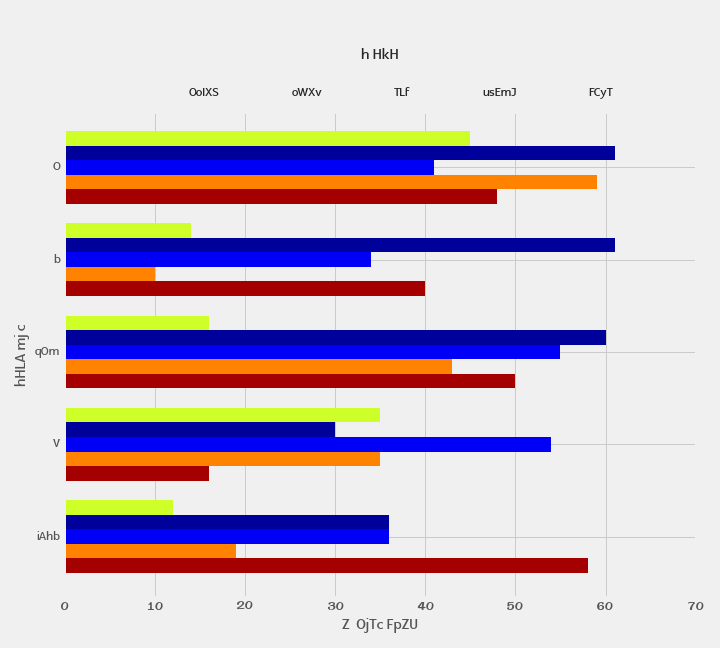 h HkH
OoIXS oWXv TLf usEmJ FCyT
O
b
qOm
V
iAhb
hHLA mj c
0 10 20 30 40 50 60 70
Z OjTc FpZU